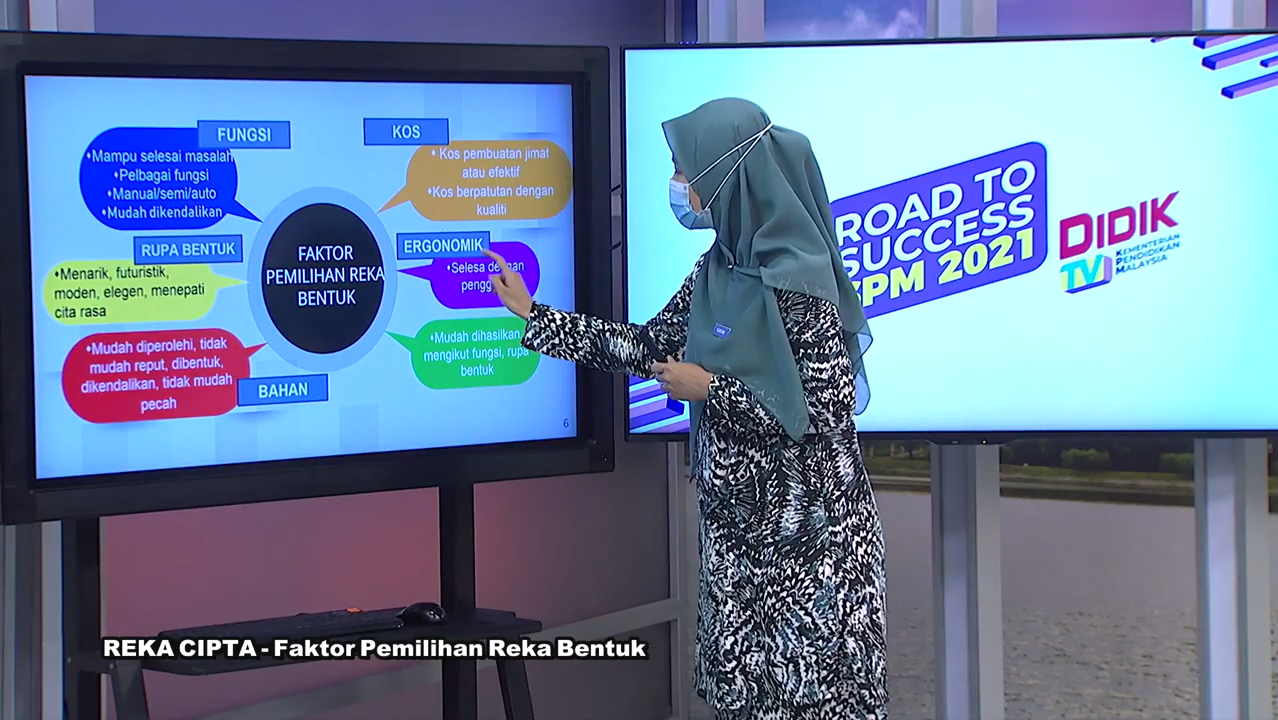 FUNGSI
•Mampu selesai masalah
•Pelbagai fungsi
•Manual/semi/auto
•Mudah dikendalikan
KOS
• Kos pembuatan jimat
atau efektif
• Kos berpatutan dengan
kualiti
RUPA BENTUK
•Menarik, futuristik,
moden, elegen, menepati
cita rasa
FAKTOR
PEMILIHAN REKA
BENTUK
ERGONOMIK
•Selesa dengan
•Mudah diperolehi, tidak
mudah reput, dibentuk,
dikendalikan, tidak mudah
pecah
BAHAN
•Mudah dihasilkan,
mengikut fungsi, rupa
bentuk
6
ROAD TO
SUCCESS
SPM 2021
DIDIK
TV
KEMENTERIAN
PENDIDIKAN
MALAYSIA
REKA CIPTA - Faktor Pemilihan Reka Bentuk